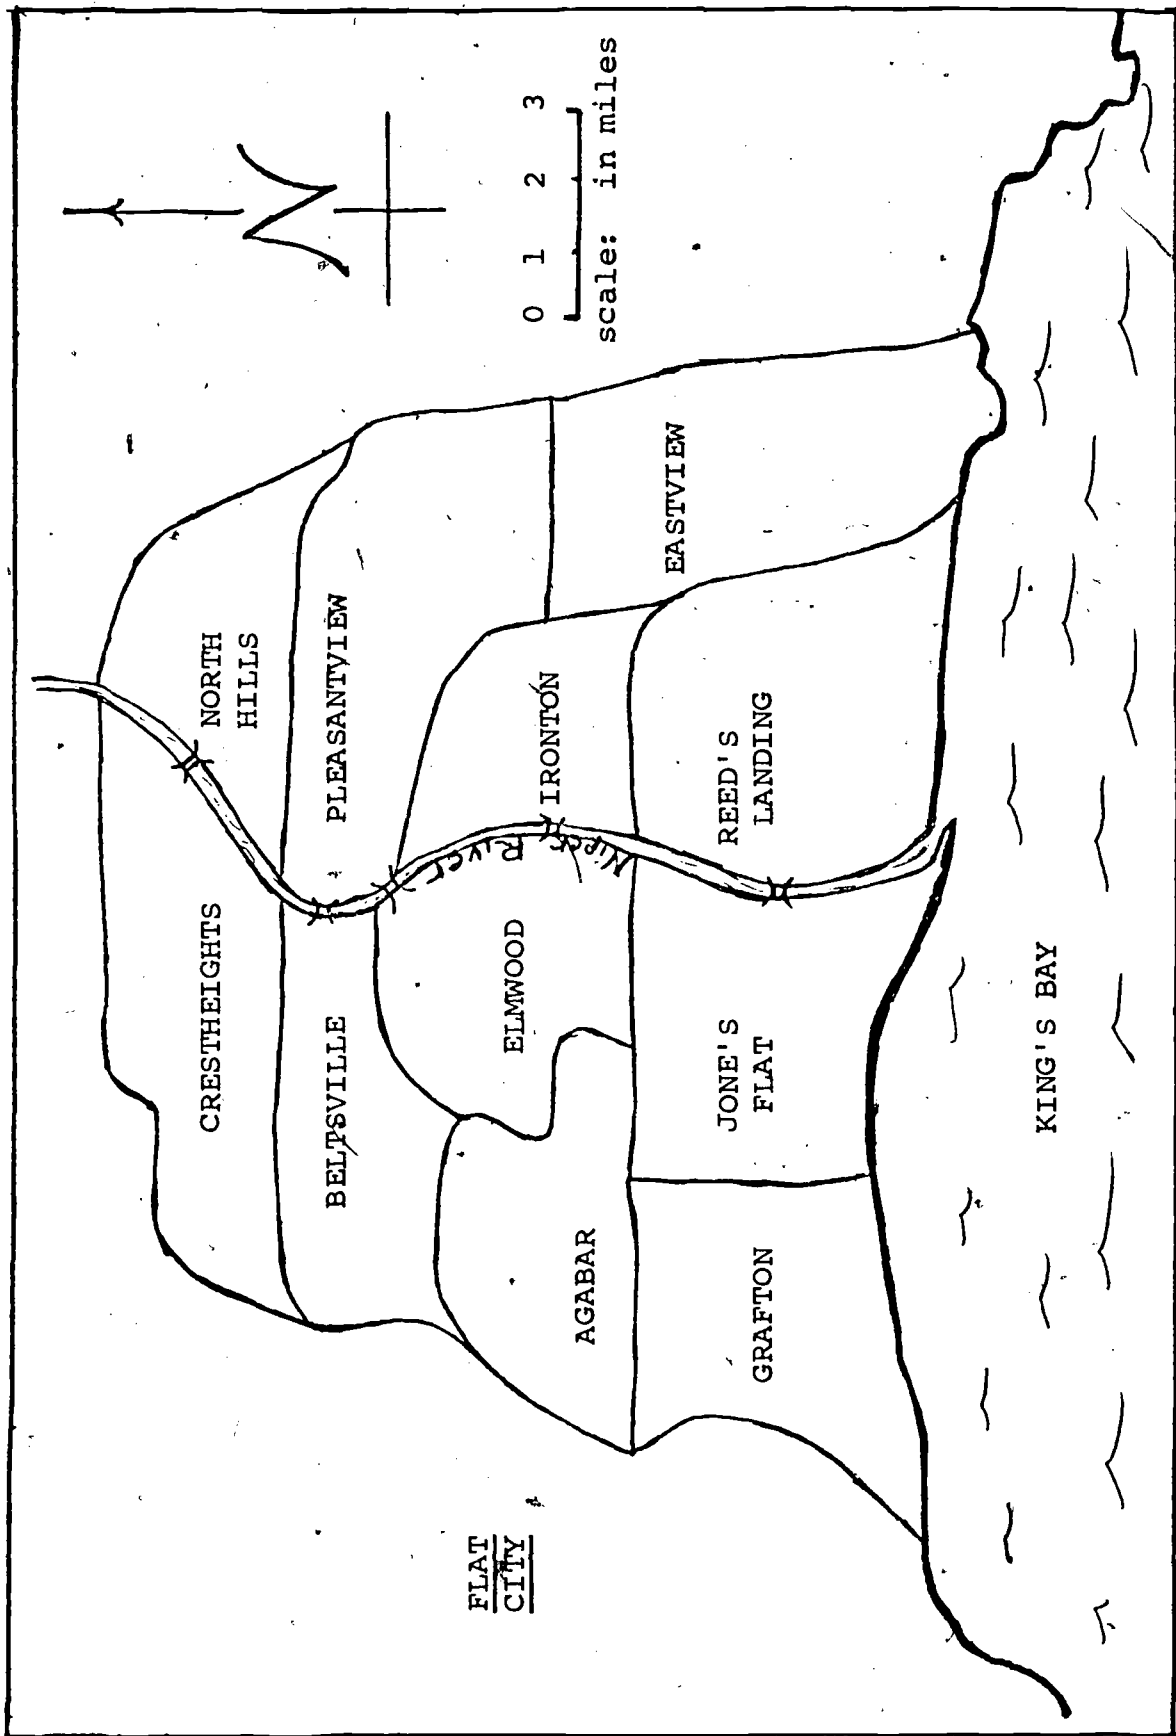 N
0 1 2 3
scale: in miles
NORTH
HILLS
CRESTHEIGHTS
PLEASANTVIEW
BELTSVILLE
EASTVIEW
IRONTON
River
ELMWOOD
AGABAR
REED'S
LANDING
JONE'S
FLAT
GRAFTON
FLAT
CITY
KING'S BAY